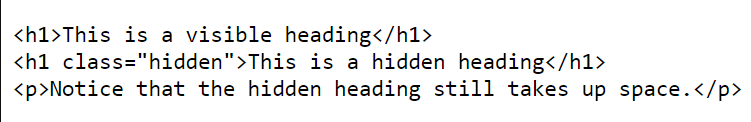 <h1>This is a visible heading</h1>
<h1 class="hidden">This is a hidden heading</h1>
<p>Notice that the hidden heading still takes up space.</p>